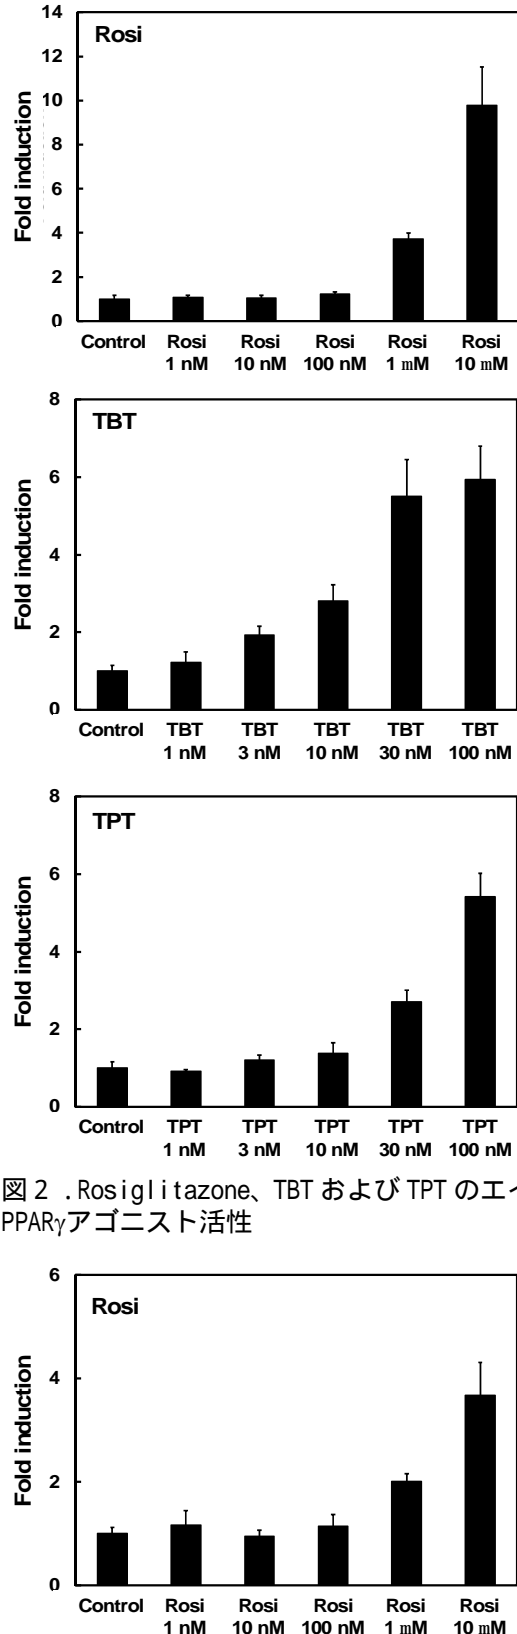 14
Rosi
12
10
8
6
4
2
0
Fold induction
Control Rosi Rosi Rosi Rosi Rosi
1 nM 10 nM 100 nM 1 mM 10 mM
8
TBT
6
4
2
0
Fold induction
Control TBT TBT TBT TBT TBT
1 nM 3 nM 10 nM 30 nM 100 nM
8
TPT
6
4
2
0
Fold induction
Control TPT TPT TPT TPT TPT
1 nM 3 nM 10 nM 30 nM 100 nM
図2.Rosiglitazone、TBT および TPT のエ
PPARγアゴニスト活性
6
Rosi
4
2
0
Fold induction
Control Rosi Rosi Rosi Rosi Rosi
1 nM 10 nM 100 nM 1 mM 10 mM